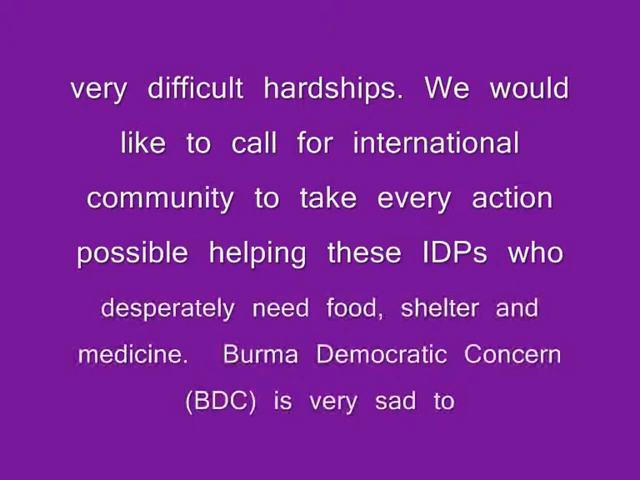 very difficult hardships. We would
like to call for international
community to take every action
possible helping these IDPs who
desperately need food, shelter and
medicine. Burma Democratic Concern
(BDC) is very sad to